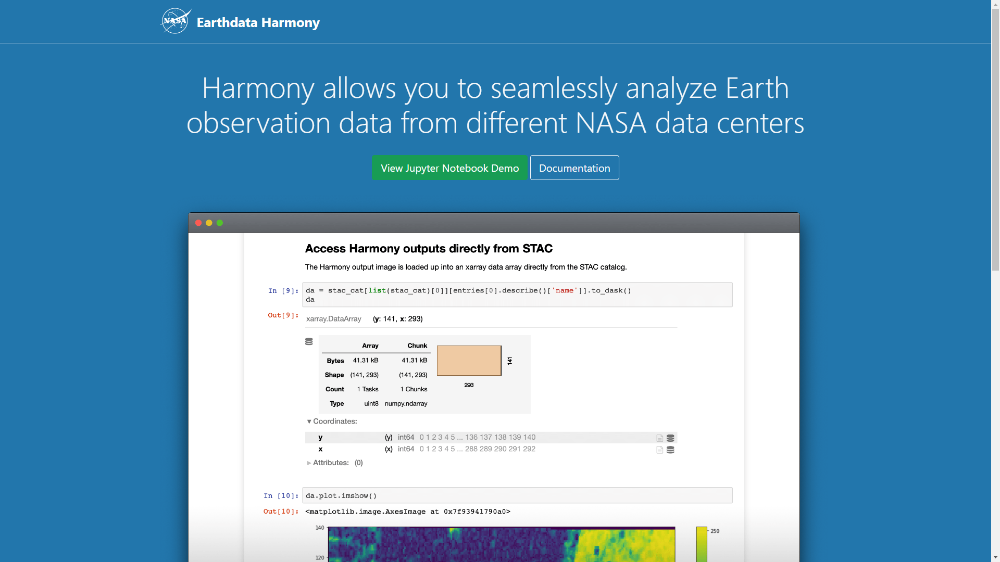 NASA
Earthdata Harmony
Harmony allows you to seamlessly analyze Earth
observation data from different NASA data centers
View Jupyter Notebook Demo
Documentation
Access Harmony outputs directly from STAC
The Harmony output image is loaded up into an xarray data array directly from the STAC catalog.
In [9]: da = stac_cat[list(stac_cat)[0]][entries[0].describe()['name']].to_dask()
da
Out[9]: xarray.DataArray (y: 141, x: 293)
Array Chunk
Bytes 41.31 kB 41.31 kB
Shape (141, 293) (141, 293)
Count 1 Tasks 1 Chunks
Type uint8 numpy.ndarray
141
293
▾ Coordinates:
y (y) int64 0 1 2 3 4 5 ... 136 137 138 139 140
x (x) int64 0 1 2 3 4 5 ... 288 289 290 291 292
▸ Attributes: (0)
In [10]: da.plot.imshow()
Out[10]: <matplotlib.image.AxesImage at 0x7f93941790a0>
140
250
120